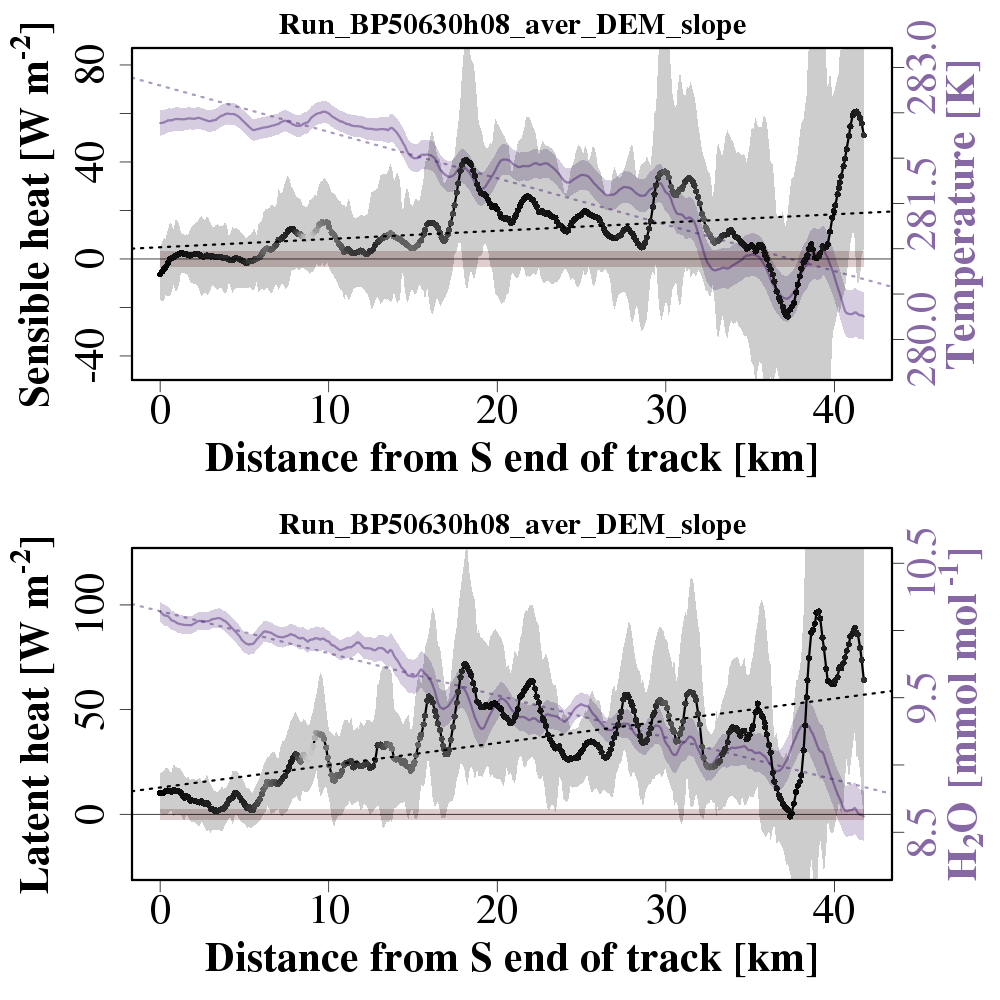 Run_BP50630h08_aver_DEM_slope
Sensible heat [W m⁻²]
80
40
0
-40
283.0
281.5
280.0
Temperature [K]
0 10 20 30 40
Distance from S end of track [km]
Run_BP50630h08_aver_DEM_slope
Latent heat [W m⁻²]
100
50
0
10.5
9.5
8.5
H₂O [mmol mol⁻¹]
0 10 20 30 40
Distance from S end of track [km]